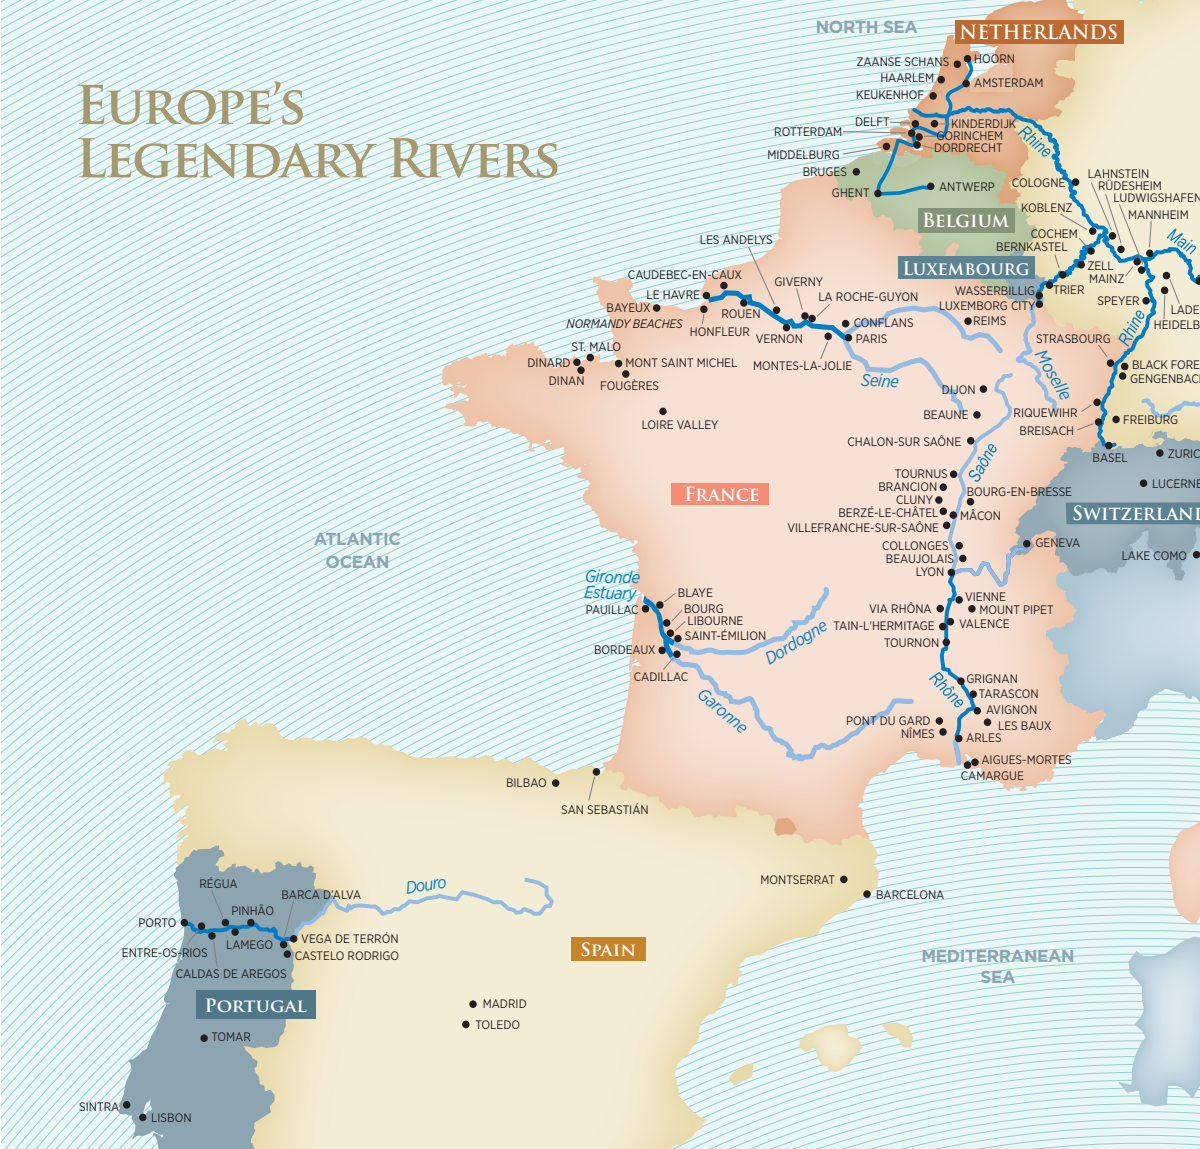 NORTH SEA
NETHERLANDS
EUROPE'S
LEGENDARY RIVERS
ZAANSE SCHANS
HOORN
HAARLEM
AMSTERDAM
KEUKENHOF
DELFT
KINDERDIJK
ROTTERDAM
GORINCHEM
DORDRECHT
MIDDELBURG
Rhine
BRUGES
GHENT
ANTWERP
COLOGNE
LAHNSTEIN
RÜDESHEIM
LUDWIGSHAFEN
KOBLENZ
MANNHEIM
BELGIUM
COCHEM
BERNKASTEL
Main
LES ANDELYS
LUXEMBOURG
ZELL
MAINZ
CAUDEBEC-EN-CAUX
GIVERNY
LE HAVRE
LA ROCHE-GUYON
WASSERBILLIG
TRIER
BAYEUX
ROUEN
LUXEMBORG CITY
SPEYER
LADE
NORMANDY BEACHES
HONFLEUR
VERNON
CONFLANS
REIMS
HEIDELB
PARIS
STRASBOURG
Rhine
ST. MALO
DINARD
MONT SAINT MICHEL
MONTES-LA-JOLIE
BLACK FORE
DINAN
FOUGÈRES
Seine
Moselle
GENGENBAC
DIJON
LOIRE VALLEY
BEAUNE
RIQUEWIHR
FREIBURG
BREISACH
CHALON-SUR SAÔNE
BASEL
ZURIC
Saône
TOURNUS
BRANCION
LUCERNE
FRANCE
CLUNY
BOURG-EN-BRESSE
BERZÉ-LE-CHÂTEL
MÂCON
SWITZERLAND
VILLEFRANCHE-SUR-SAÔNE
ATLANTIC
OCEAN
COLLONGES
GENEVA
BEAUJOLAIS
LAKE COMO
LYON
Gironde
Estuary
BLAYE
VIENNE
PAUILLAC
BOURG
VIA RHÔNA
MOUNT PIPET
LIBOURNE
TAIN-L'HERMITAGE
VALENCE
SAINT-ÉMILION
Dordogne
TOURNON
BORDEAUX
CADILLAC
GRIGNAN
Rhône
TARASCON
Garonne
AVIGNON
PONT DU GARD
LES BAUX
NÎMES
ARLES
AIGUES-MORTES
CAMARGUE
BILBAO
SAN SEBASTIÁN
MONTSERRAT
BARCELONA
RÉGUA
Douro
BARCA D'ALVA
PINHÃO
PORTO
VEGA DE TERRÓN
LAMEGO
ENTRE-OS-RIOS
CASTELO RODRIGO
SPAIN
MEDITERRANEAN
SEA
CALDAS DE AREGOS
PORTUGAL
MADRID
TOLEDO
TOMAR
SINTRA
LISBON